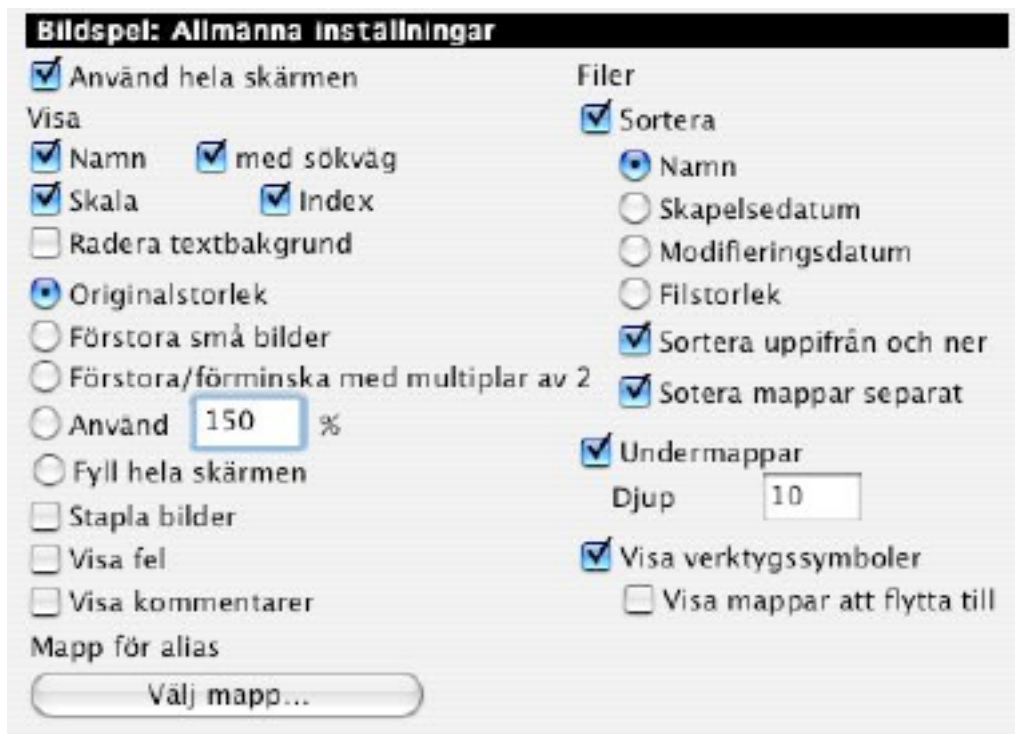 Bildspel: Allmänna inställningar
Använd hela skärmen
Visa
Namn med sökväg
Skala Index
Radera textbakgrund
Originalstorlek
Förstora små bilder
Förstora/förminska med multiplar av 2
Använd 150 %
Fyll hela skärmen
Stapla bilder
Visa fel
Visa kommentarer
Mapp för alias
Välj mapp...
Filer
Sortera
Namn
Skapelsedatum
Modifieringsdatum
Filstorlek
Sortera uppifrån och ner
Sotera mappar separat
Undermappar
Djup 10
Visa verktygssymboler
Visa mappar att flytta till